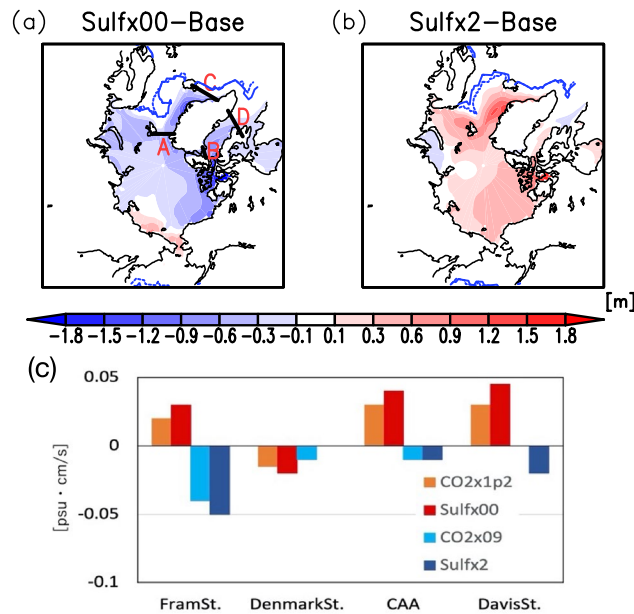 (a) Sulfx00-Base
(b) Sulfx2-Base
C
D
A
B
[m]
-1.8 -1.5 -1.2 -0.9 -0.6 -0.3 -0.1 0.1 0.3 0.6 0.9 1.2 1.5 1.8
(c)
0.05
0
-0.05
-0.1
[psu・cm/s]
CO2x1p2
Sulfx00
CO2x09
Sulfx2
FramSt. DenmarkSt. CAA DavisSt.